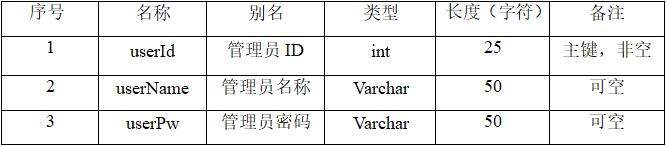 序号 名称 别名 类型 长度（字符） 备注
1 userId 管理员 ID int 25 主键，非空
2 userName 管理员名称 Varchar 50 可空
3 userPw 管理员密码 Varchar 50 可空